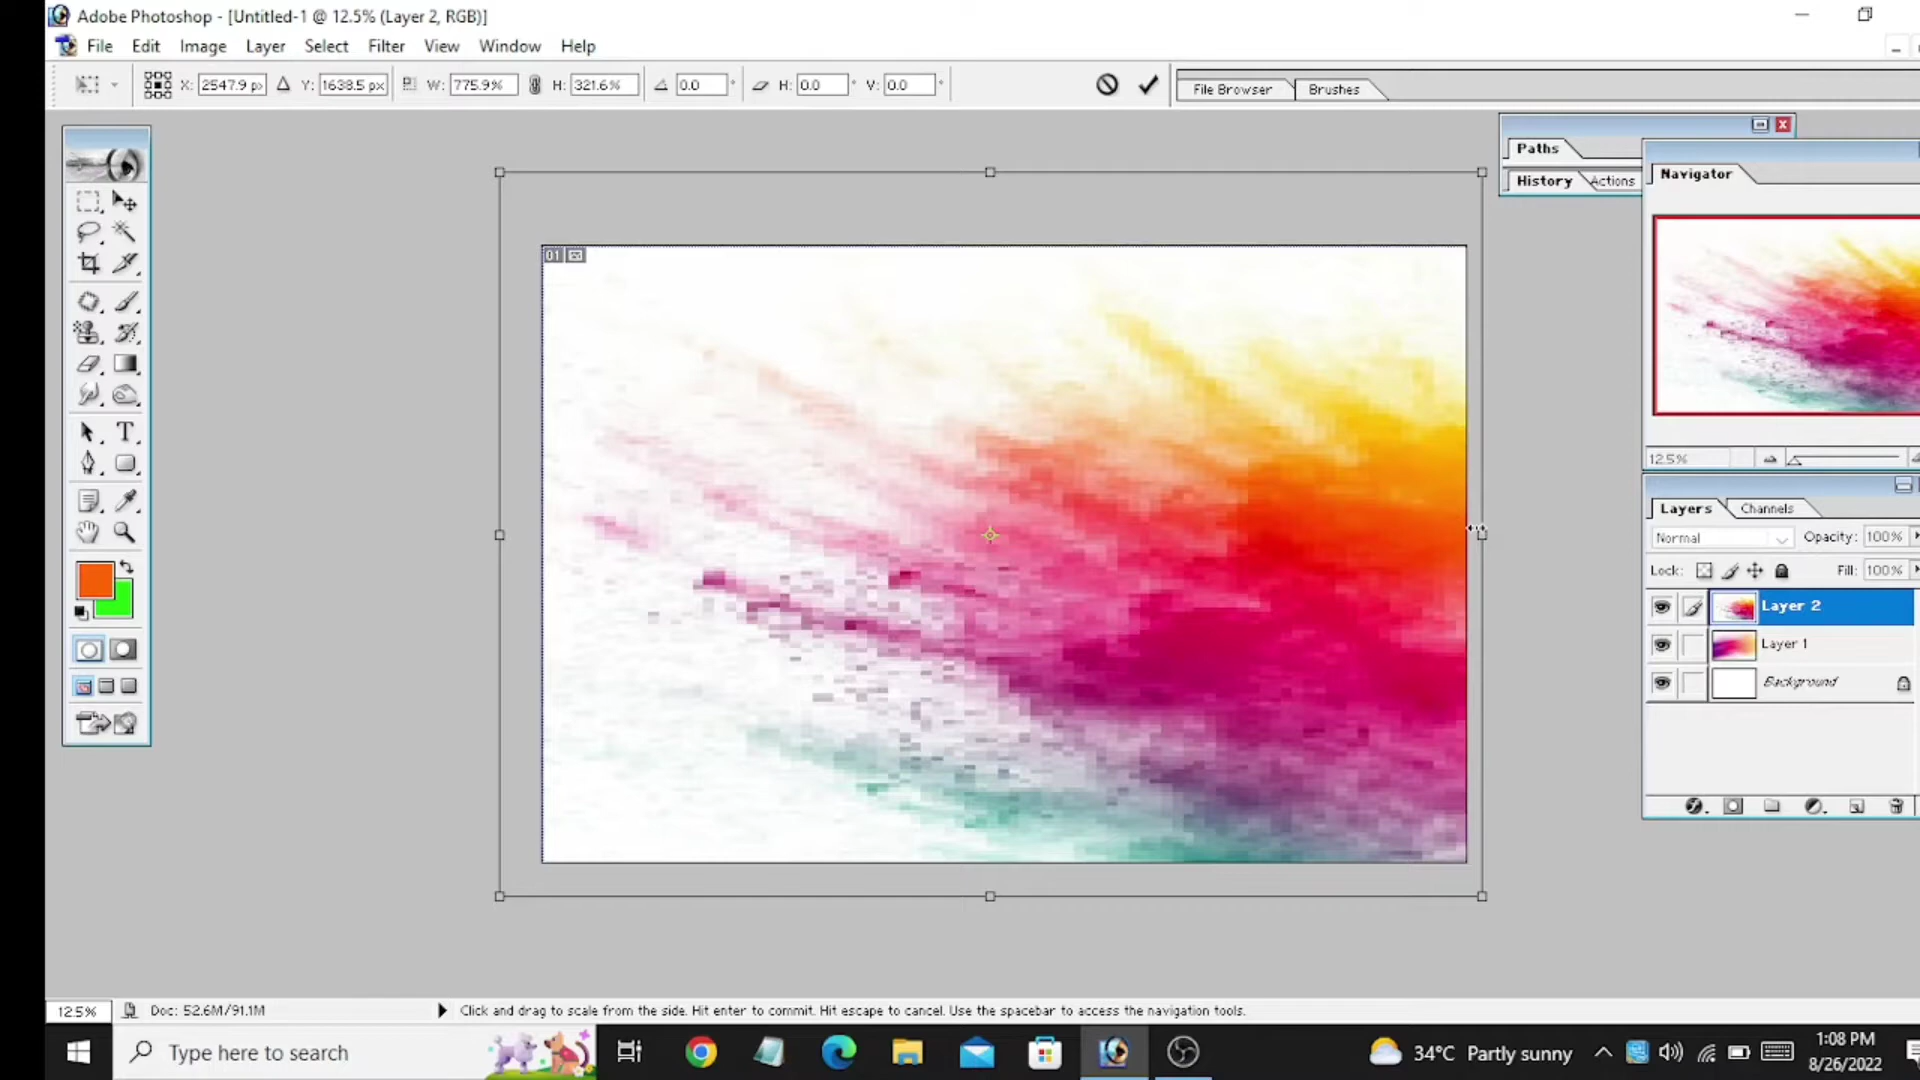 Adobe Photoshop - [Untitled-1 @ 12.5% (Layer 2, RGB)]
File Edit Image Layer Select Filter View Window Help
X: 2547.9 px Y: 1638.5 px W: 775.9% H: 321.6% 0.0 ° H: 0.0 ° V: 0.0 °
File Browser Brushes
Paths
History Actions
Navigator
01
12.5%
Layers Channels
Normal Opacity: 100%
Lock: Fill: 100%
Layer 2
Layer 1
Background
T
12.5% Doc: 52.6M/91.1M Click and drag to scale from the side. Hit enter to commit. Hit escape to cancel. Use the spacebar to access the navigation tools.
Type here to search
34°C Partly sunny
1:08 PM
8/26/2022